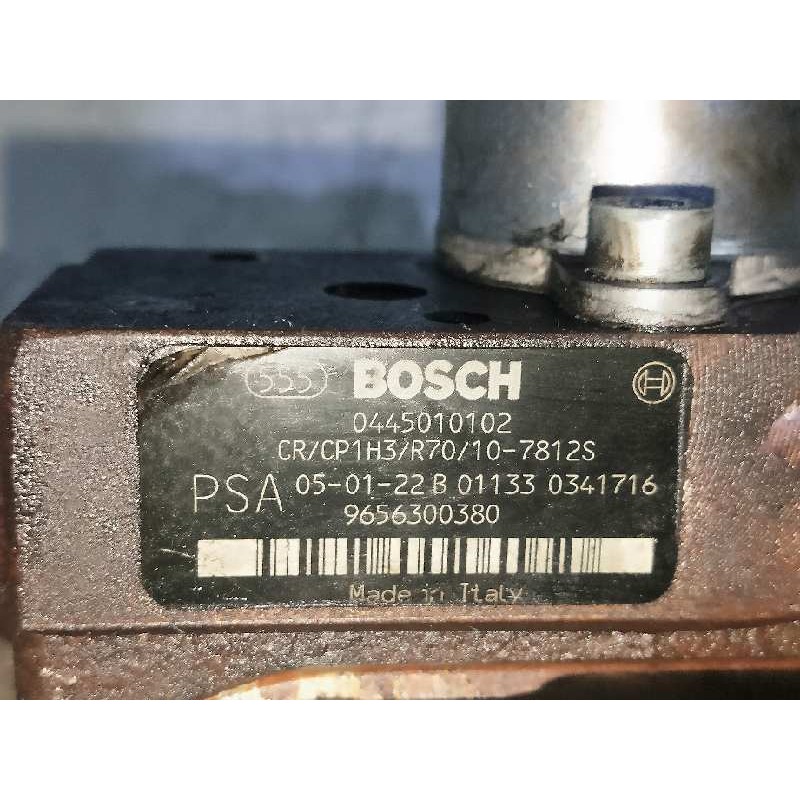 555 BOSCH
0445010102
CR/CP1H3/R70/10-7812S
PSA 05-01-22 B 01133 0341716
9656300380
Made in Italy